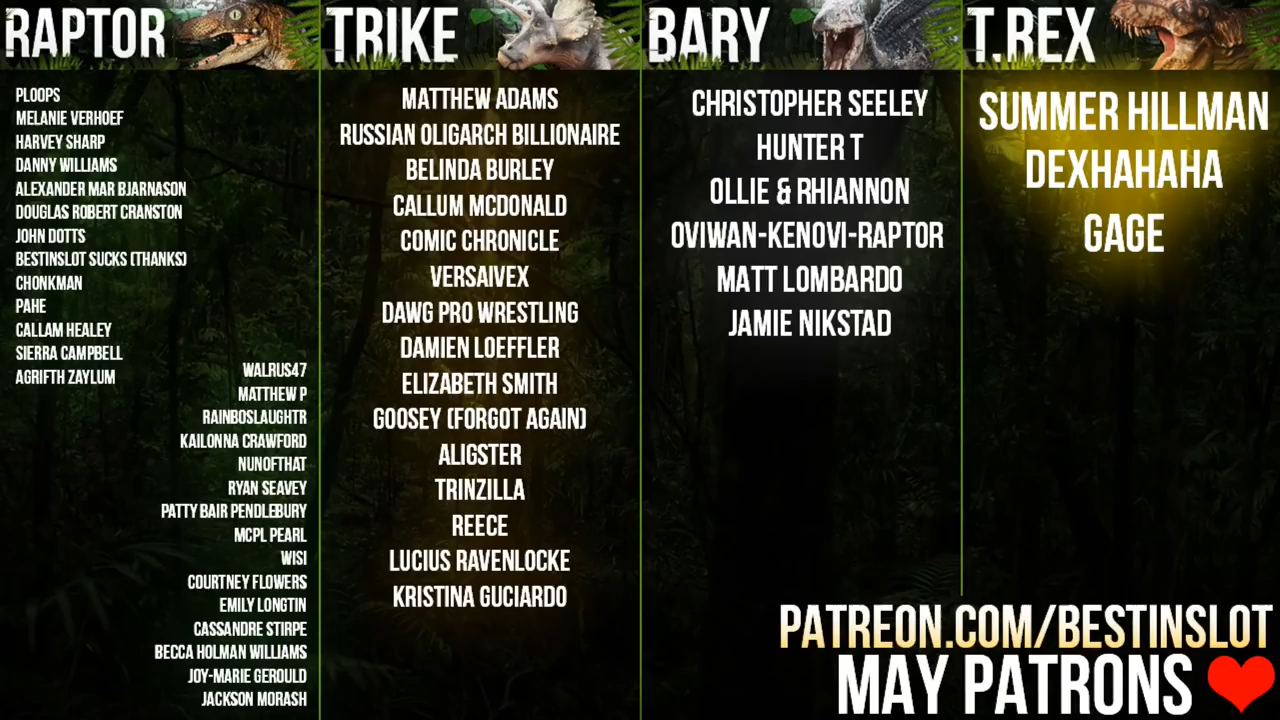 RAPTOR
PLOOPS
MELANIE VERHOEF
HARVEY SHARP
DANNY WILLIAMS
ALEXANDER MAR BJARNASON
DOUGLAS ROBERT CRANSTON
JOHN DOTTS
BESTINSLOT SUCKS (THANKS)
CHONKMAN
PAHE
CALLAM HEALEY
SIERRA CAMPBELL
AGRIFTH ZAYLUM
WALRUS47
MATTHEW P
RAINBOSLAUGHTR
KAILONNA CRAWFORD
NUNOFTHAT
RYAN SEAVEY
PATTY BAIR PENDLEBURY
MCPL PEARL
WISI
COURTNEY FLOWERS
EMILY LONGTIN
CASSANDRE STIRPE
BECCA HOLMAN WILLIAMS
JOY-MARIE GEROULD
JACKSON MORASH
TRIKE
MATTHEW ADAMS
RUSSIAN OLIGARCH BILLIONAIRE
BELINDA BURLEY
CALLUM MCDONALD
COMIC CHRONICLE
VERSAIVEX
DAWG PRO WRESTLING
DAMIEN LOEFFLER
ELIZABETH SMITH
GOOSEY (FORGOT AGAIN)
ALIGSTER
TRINZILLA
REECE
LUCIUS RAVENLOCKE
KRISTINA GUCIARDO
BARY
CHRISTOPHER SEELEY
HUNTER T
OLLIE & RHIANNON
OVIWAN-KENOVI-RAPTOR
MATT LOMBARDO
JAMIE NIKSTAD
T.REX
SUMMER HILLMAN
DEXHAHAHA
GAGE
PATREON.COM/BESTINSLOT
MAY PATRONS